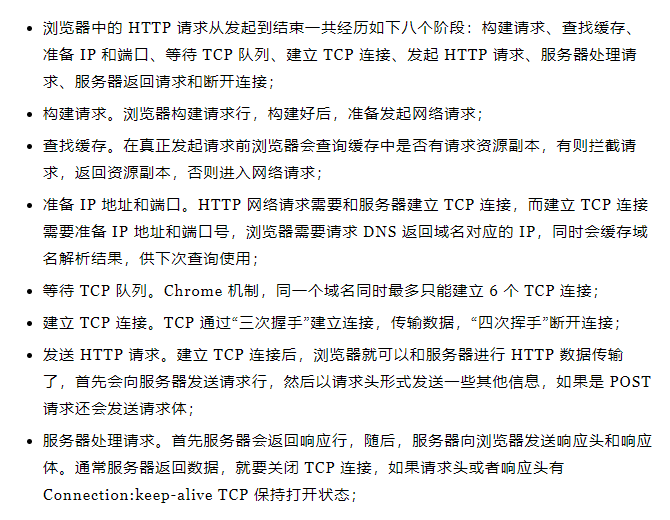 浏览器中的 HTTP 请求从发起到结束一共经历如下八个阶段：构建请求、查找缓存、
准备 IP 和端口、等待 TCP 队列、建立 TCP 连接、发起 HTTP 请求、服务器处理请
求、服务器返回请求和断开连接；
构建请求。浏览器构建请求行，构建好后，准备发起网络请求；
查找缓存。在真正发起请求前浏览器会查询缓存中是否有请求资源副本，有则拦截请
求，返回资源副本，否则进入网络请求；
准备 IP 地址和端口。HTTP 网络请求需要和服务器建立 TCP 连接，而建立 TCP 连接
需要准备 IP 地址和端口号，浏览器需要请求 DNS 返回域名对应的 IP，同时会缓存域
名解析结果，供下次查询使用；
等待 TCP 队列。Chrome 机制，同一个域名同时最多只能建立 6 个 TCP 连接；
建立 TCP 连接。TCP 通过“三次握手”建立连接，传输数据，“四次挥手”断开连接；
发送 HTTP 请求。建立 TCP 连接后，浏览器就可以和服务器进行 HTTP 数据传输
了，首先会向服务器发送请求行，然后以请求头形式发送一些其他信息，如果是 POST
请求还会发送请求体；
服务器处理请求。首先服务器会返回响应行，随后，服务器向浏览器发送响应头和响应
体。通常服务器返回数据，就要关闭 TCP 连接，如果请求头或者响应头有
Connection:keep-alive TCP 保持打开状态；